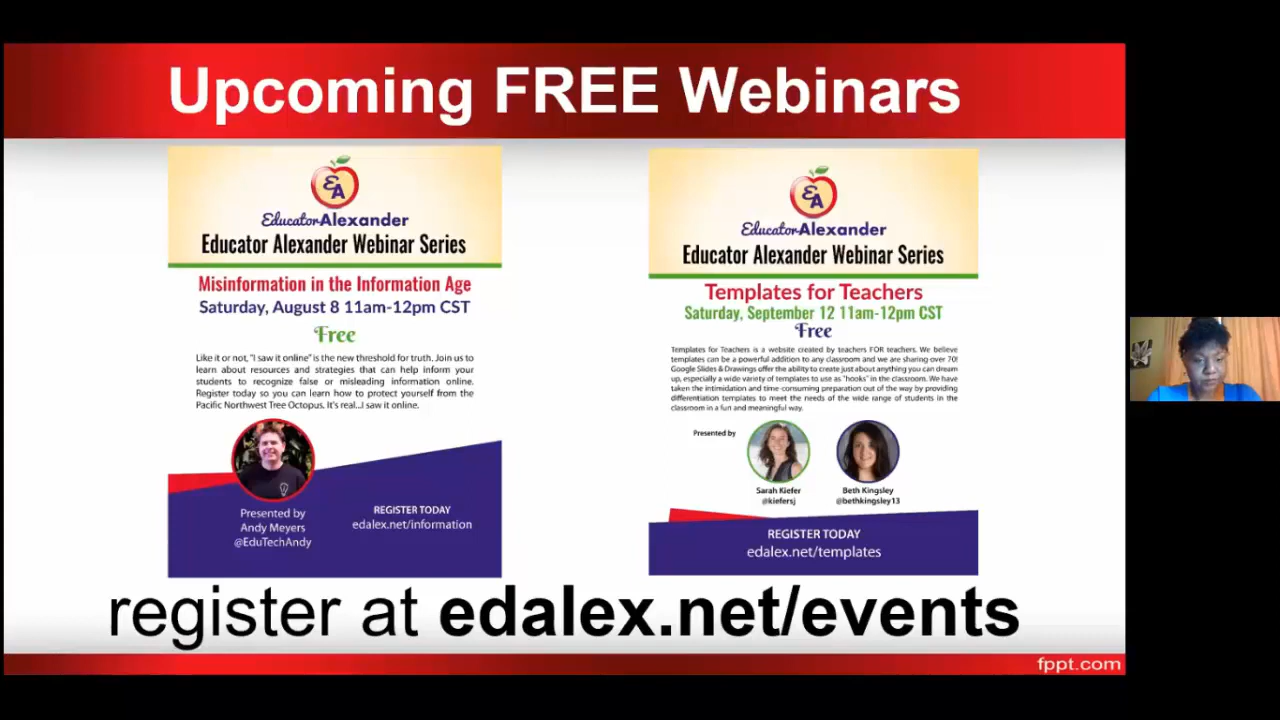 Upcoming FREE Webinars
EA
EducatorAlexander
Educator Alexander Webinar Series
Misinformation in the Information Age
Saturday, August 8 11am-12pm CST
Free
Like it or not, "I saw it online" is the new threshold for truth. Join us to
learn about resources and strategies that can help inform your
students to recognize false or misleading information online.
Register today so you can learn how to protect yourself from the
Pacific Northwest Tree Octopus. It's real...I saw it online.
Presented by
Andy Meyers
@EduTechAndy
REGISTER TODAY
edalex.net/information
EA
EducatorAlexander
Educator Alexander Webinar Series
Templates for Teachers
Saturday, September 12 11am-12pm CST
Free
Templates for Teachers is a website created by teachers FOR teachers. We believe
templates can be a powerful addition to any classroom and we are sharing over 70!
Google Slides & Drawings offer the ability to create just about anything you can dream
up, especially a wide variety of templates to use as "hooks" in the classroom. We have
taken the intimidation and time-consuming preparation out of the way by providing
differentiation templates to meet the needs of the wide range of students in the
classroom in a fun and meaningful way.
Presented by
Sarah Kiefer
@kiefersj
Beth Kingsley
@bethkingsley13
REGISTER TODAY
edalex.net/templates
register at edalex.net/events
fppt.com